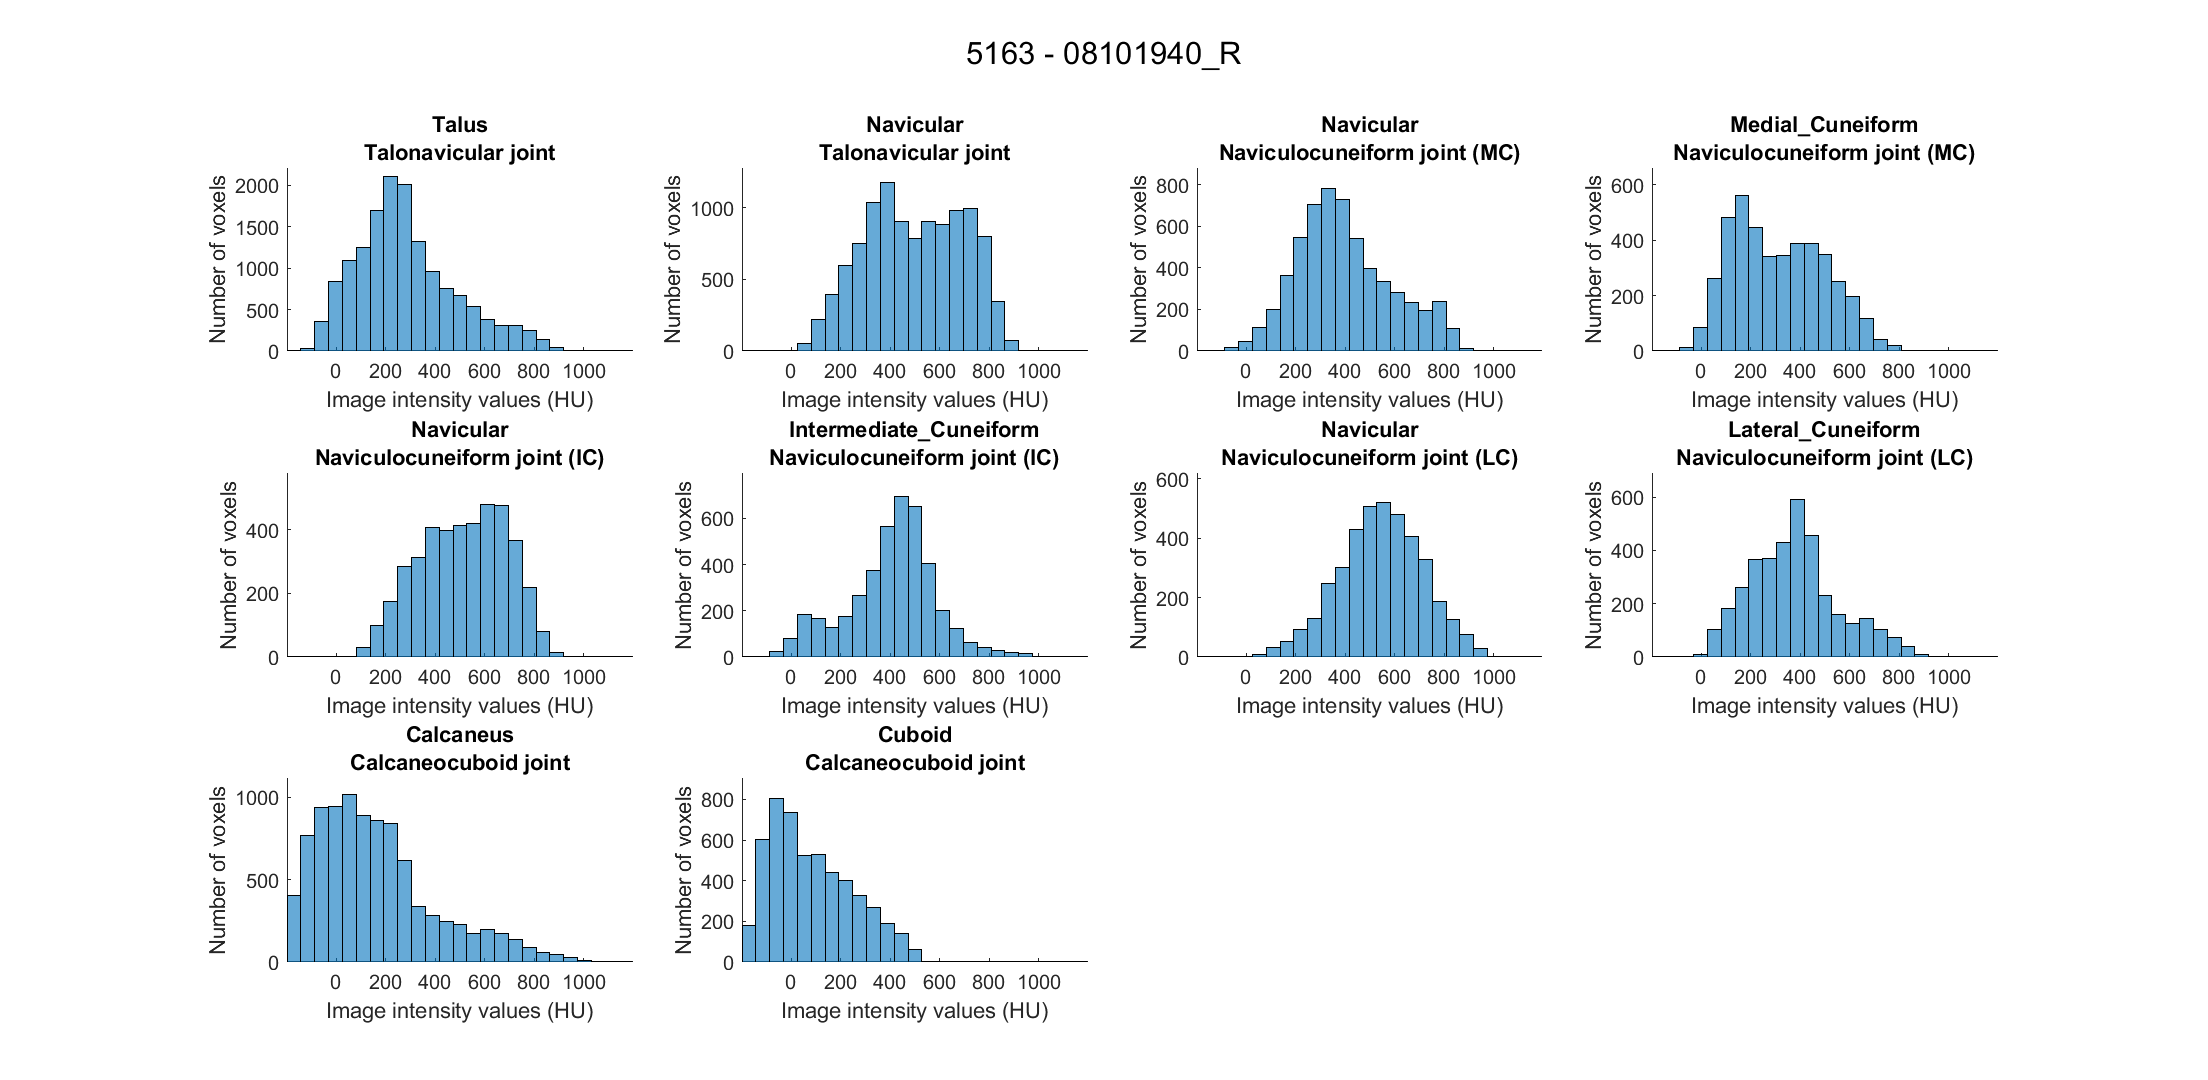 5163 - 08101940_R
Talus
Talonavicular joint
Number of voxels
2000
1500
1000
500
0
0 200 400 600 800 1000
Image intensity values (HU)
Navicular
Talonavicular joint
Number of voxels
1000
500
0
0 200 400 600 800 1000
Image intensity values (HU)
Navicular
Naviculocuneiform joint (MC)
Number of voxels
800
600
400
200
0
0 200 400 600 800 1000
Image intensity values (HU)
Medial_Cuneiform
Naviculocuneiform joint (MC)
Number of voxels
600
400
200
0
0 200 400 600 800 1000
Image intensity values (HU)
Navicular
Naviculocuneiform joint (IC)
Number of voxels
400
200
0
0 200 400 600 800 1000
Image intensity values (HU)
Intermediate_Cuneiform
Naviculocuneiform joint (IC)
Number of voxels
600
400
200
0
0 200 400 600 800 1000
Image intensity values (HU)
Navicular
Naviculocuneiform joint (LC)
Number of voxels
600
400
200
0
0 200 400 600 800 1000
Image intensity values (HU)
Lateral_Cuneiform
Naviculocuneiform joint (LC)
Number of voxels
600
400
200
0
0 200 400 600 800 1000
Image intensity values (HU)
Calcaneus
Calcaneocuboid joint
Number of voxels
1000
500
0
0 200 400 600 800 1000
Image intensity values (HU)
Cuboid
Calcaneocuboid joint
Number of voxels
800
600
400
200
0
0 200 400 600 800 1000
Image intensity values (HU)